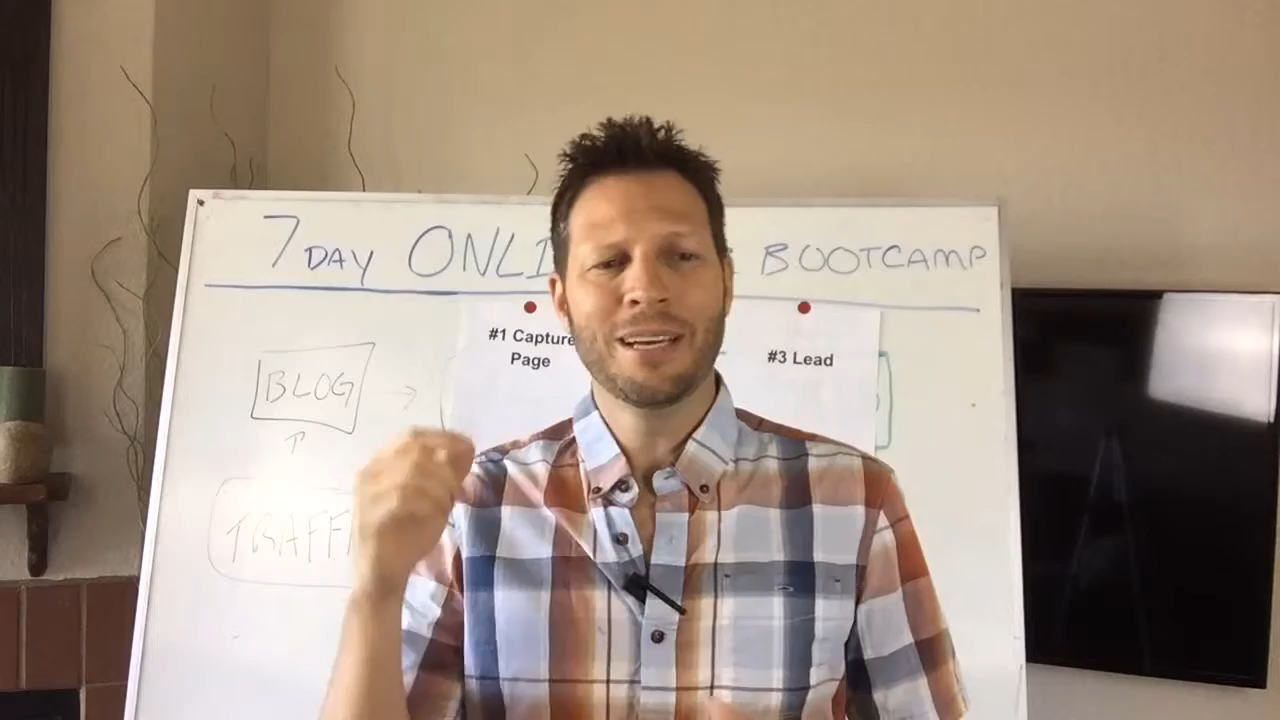 7 DAY ONLI BOOTCAMP
#1 Capture
Page
#3 Lead
BLOG
TRAFFI